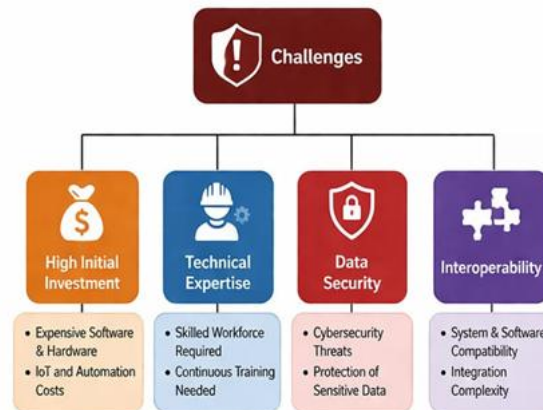 Challenges
High Initial
Investment
• Expensive Software
& Hardware
• IoT and Automation
Costs
Technical
Expertise
• Skilled Workforce
Required
• Continuous Training
Needed
Data
Security
• Cybersecurity
Threats
• Protection of
Sensitive Data
Interoperability
• System & Software
Compatibility
• Integration
Complexity